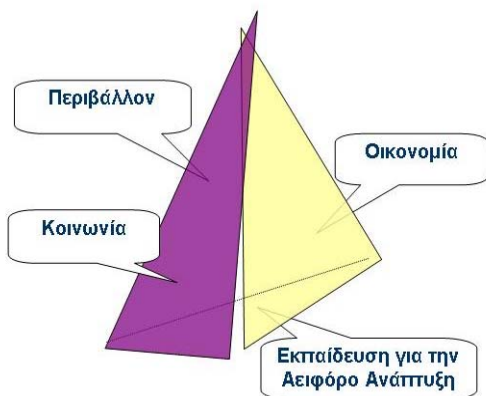 Περιβάλλον
Οικονομία
Κοινωνία
Εκπαίδευση για την
Αειφόρο Ανάπτυξη